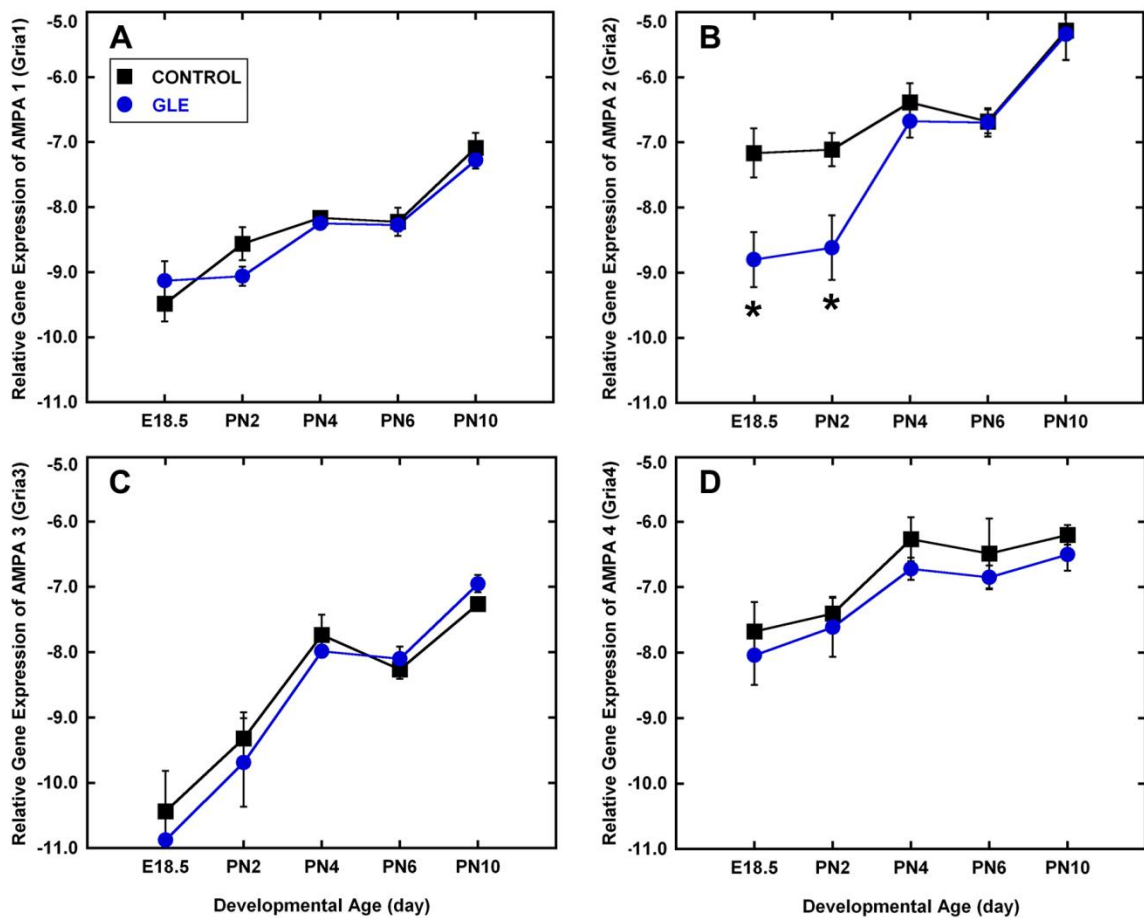 A
CONTROL
GLE
Relative Gene Expression of AMPA 1 (Gria1)
-5.0
-6.0
-7.0
-8.0
-9.0
-10.0
-11.0
E18.5 PN2 PN4 PN6 PN10
B
Relative Gene Expression of AMPA 2 (Gria2)
-5.0
-6.0
-7.0
-8.0
-9.0
-10.0
-11.0
* *
E18.5 PN2 PN4 PN6 PN10
C
Relative Gene Expression of AMPA 3 (Gria3)
-5.0
-6.0
-7.0
-8.0
-9.0
-10.0
-11.0
E18.5 PN2 PN4 PN6 PN10
Developmental Age (day)
D
Relative Gene Expression of AMPA 4 (Gria4)
-5.0
-6.0
-7.0
-8.0
-9.0
-10.0
-11.0
E18.5 PN2 PN4 PN6 PN10
Developmental Age (day)